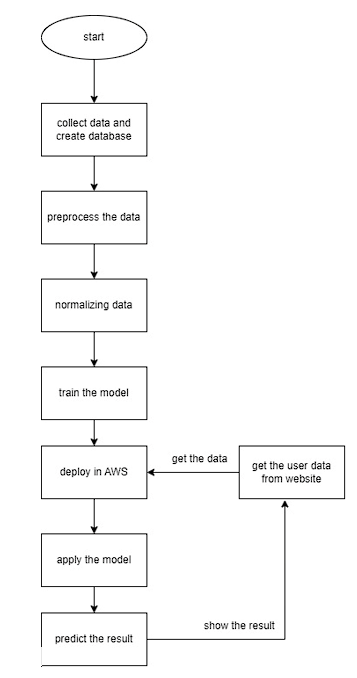 start
collect data and
create database
preprocess the data
normalizing data
train the model
get the data
deploy in AWS
get the user data
from website
apply the model
show the result
predict the result